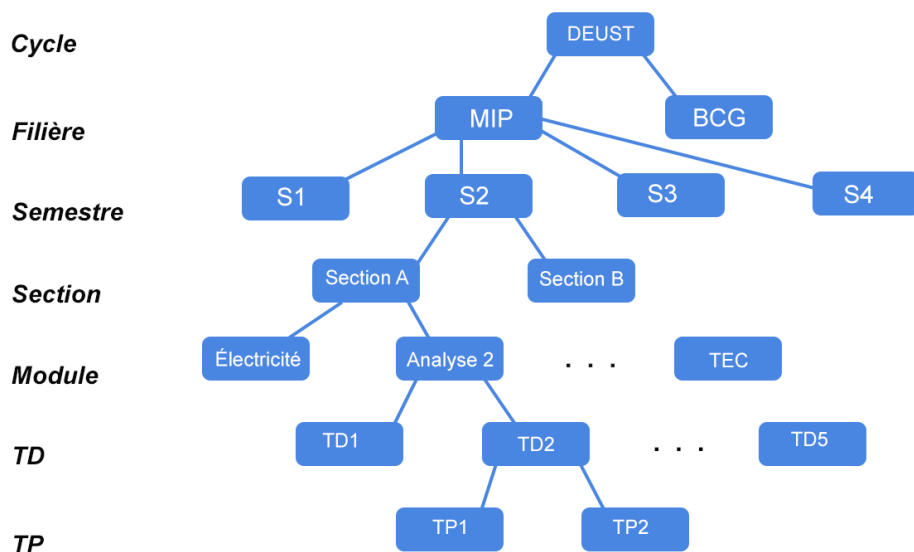 Cycle
DEUST
Filière
MIP
BCG
Semestre
S1
S2
S3
S4
Section
Section A
Section B
Module
Électricité
Analyse 2
. . .
TEC
TD
TD1
TD2
. . .
TD5
TP
TP1
TP2